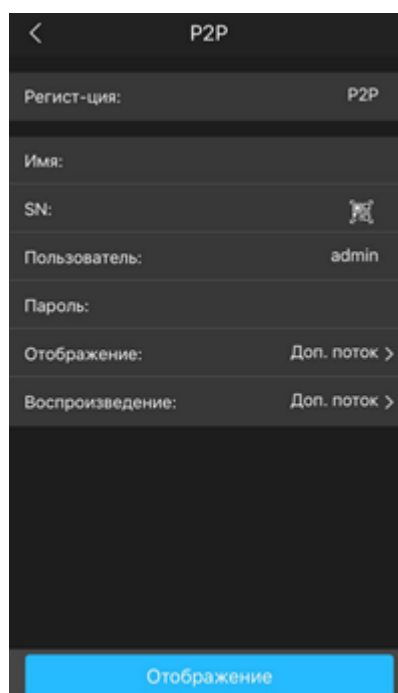 P2P
Регист-ция: P2P
Имя:
SN:
Пользователь: admin
Пароль:
Отображение: Доп. поток >
Воспроизведение: Доп. поток >
Отображение